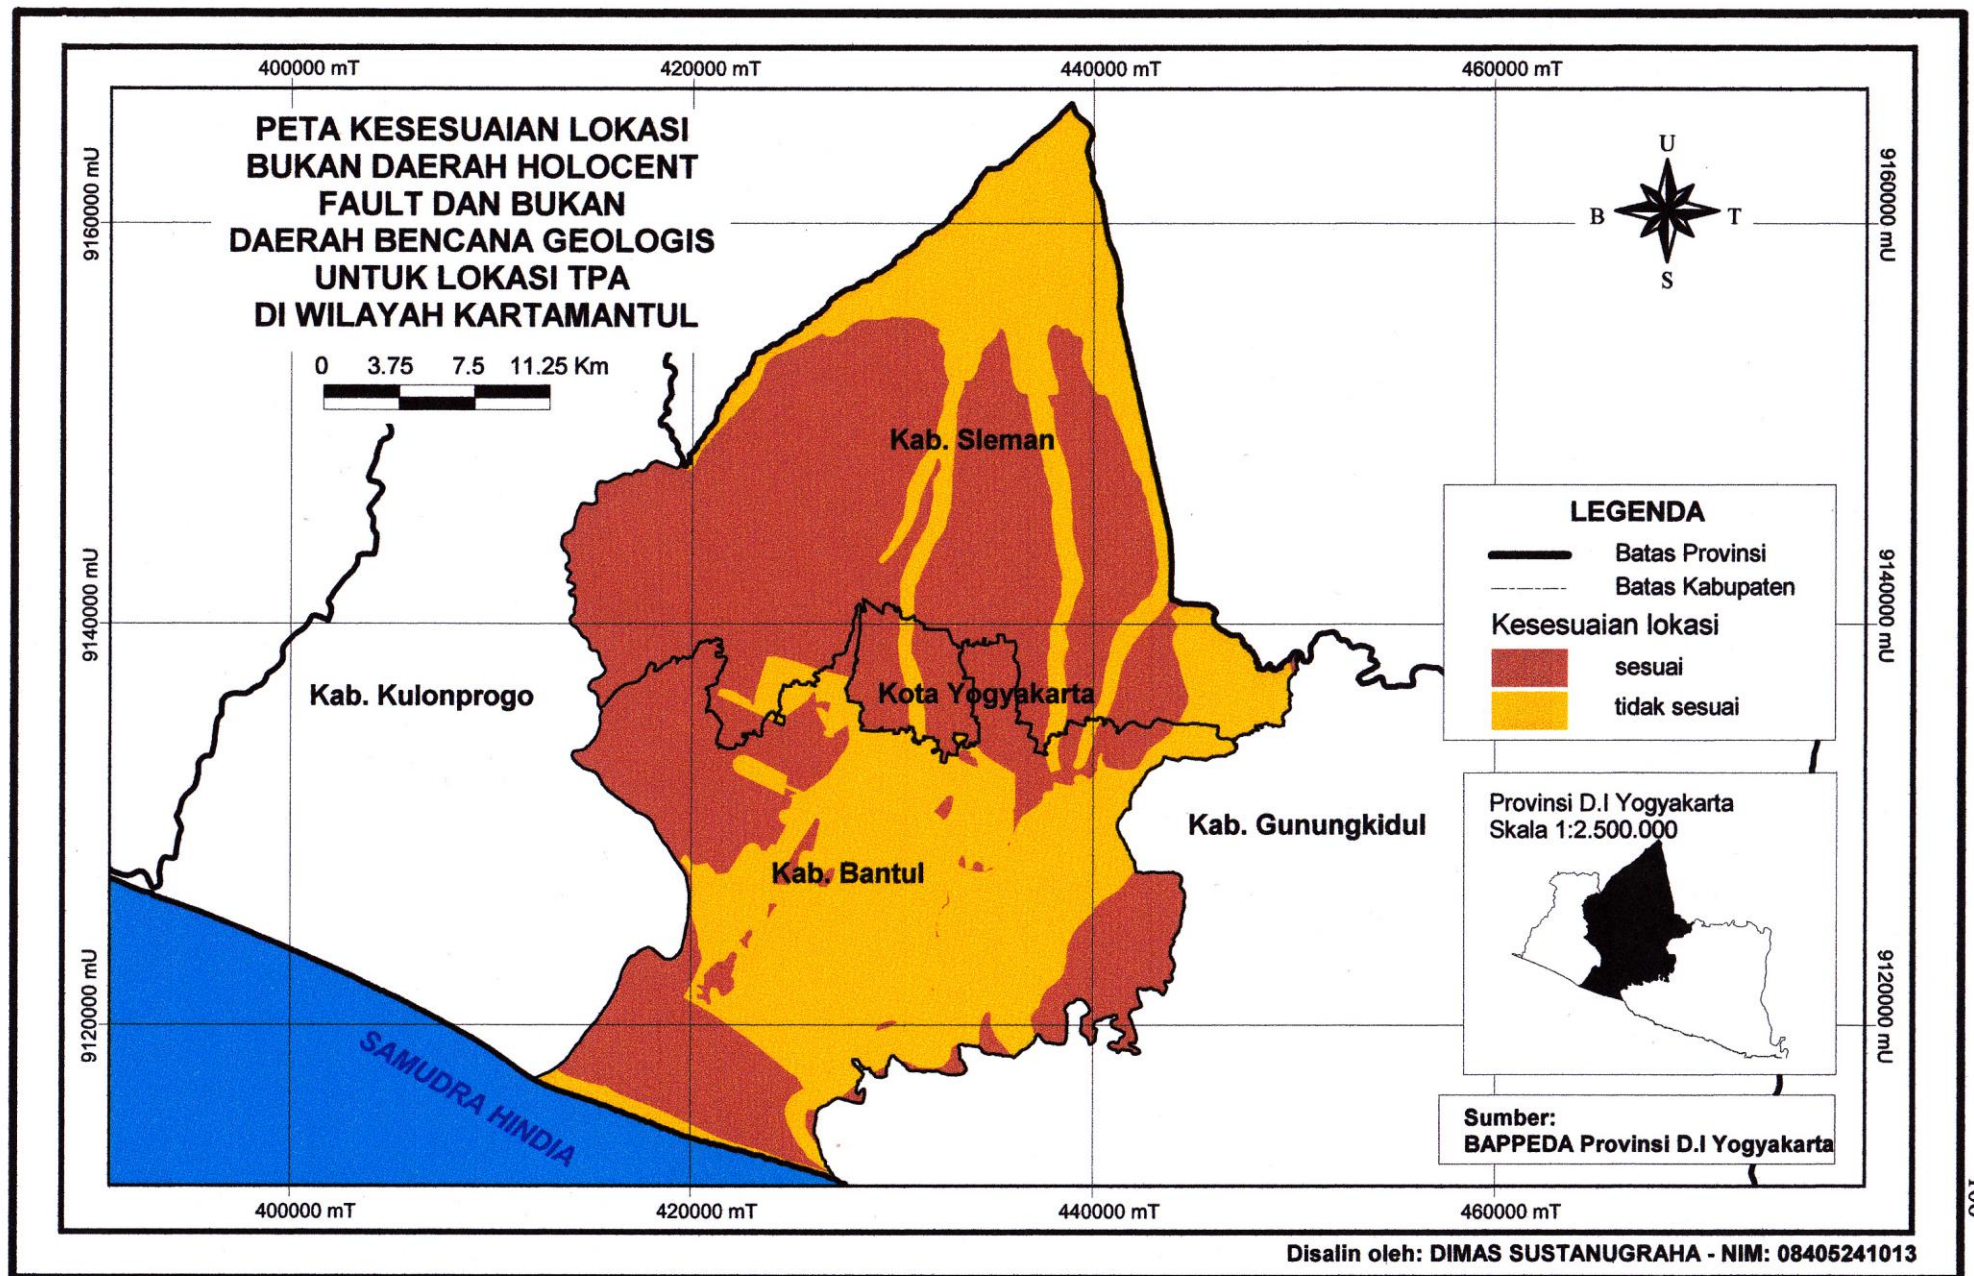 400000 mT
420000 mT
440000 mT
460000 mT
PETA KESESUAIAN LOKASI
BUKAN DAERAH HOLOCENT
FAULT DAN BUKAN
DAERAH BENCANA GEOLOGIS
UNTUK LOKASI TPA
DI WILAYAH KARTAMANTUL
0 3.75 7.5 11.25 Km
9160000 mU
9140000 mU
9120000 mU
U
B
T
S
9160000 mU
9140000 mU
9120000 mU
Kab. Sleman
Kab. Kulonprogo
Kota Yogyakarta
Kab. Bantul
Kab. Gunungkidul
SAMUDRA HINDIA
LEGENDA
Batas Provinsi
Batas Kabupaten
Kesesuaian lokasi
sesuai
tidak sesuai
Provinsi D.I Yogyakarta
Skala 1:2.500.000
Sumber:
BAPPEDA Provinsi D.I Yogyakarta
400000 mT
420000 mT
440000 mT
460000 mT
Disalin oleh: DIMAS SUSTANUGRAHA - NIM: 08405241013